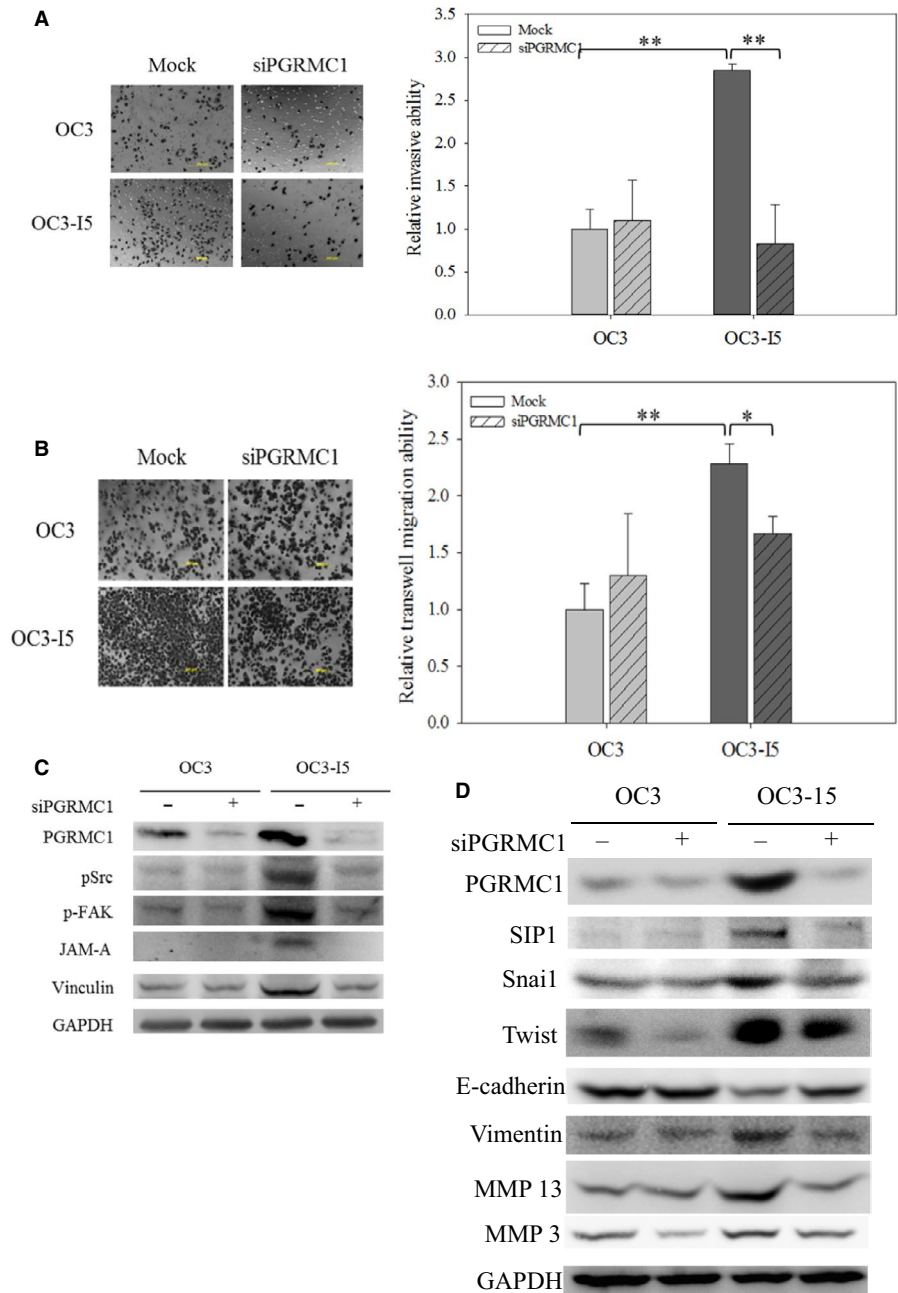 A
Mock siPGRMC1
OC3
OC3-I5
Relative invasive ability
3.5
3.0
2.5
2.0
1.5
1.0
0.5
0.0
Mock
siPGRMC1
** **
OC3 OC3-I5
B
Mock siPGRMC1
OC3
OC3-I5
Relative transwell migration ability
3.0
2.5
2.0
1.5
1.0
0.5
0.0
Mock
siPGRMC1
** *
OC3 OC3-I5
C
OC3 OC3-I5
siPGRMC1 – + – +
PGRMC1
pSrc
p-FAK
JAM-A
Vinculin
GAPDH
D
OC3 OC3-15
siPGRMC1 – + – +
PGRMC1
SIP1
Snai1
Twist
E-cadherin
Vimentin
MMP 13
MMP 3
GAPDH